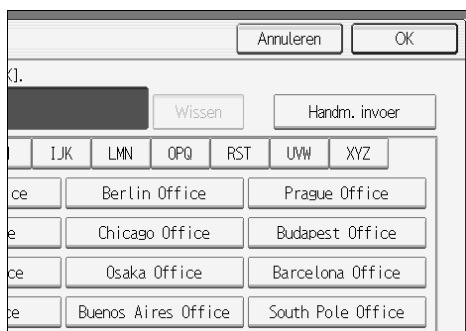 Annuleren OK
K].
Wissen Handm. invoer
IJK LMN OPQ RST UVW XYZ
ce Berlin Office Prague Office
e Chicago Office Budapest Office
ce Osaka Office Barcelona Office
ce Buenos Aires Office South Pole Office